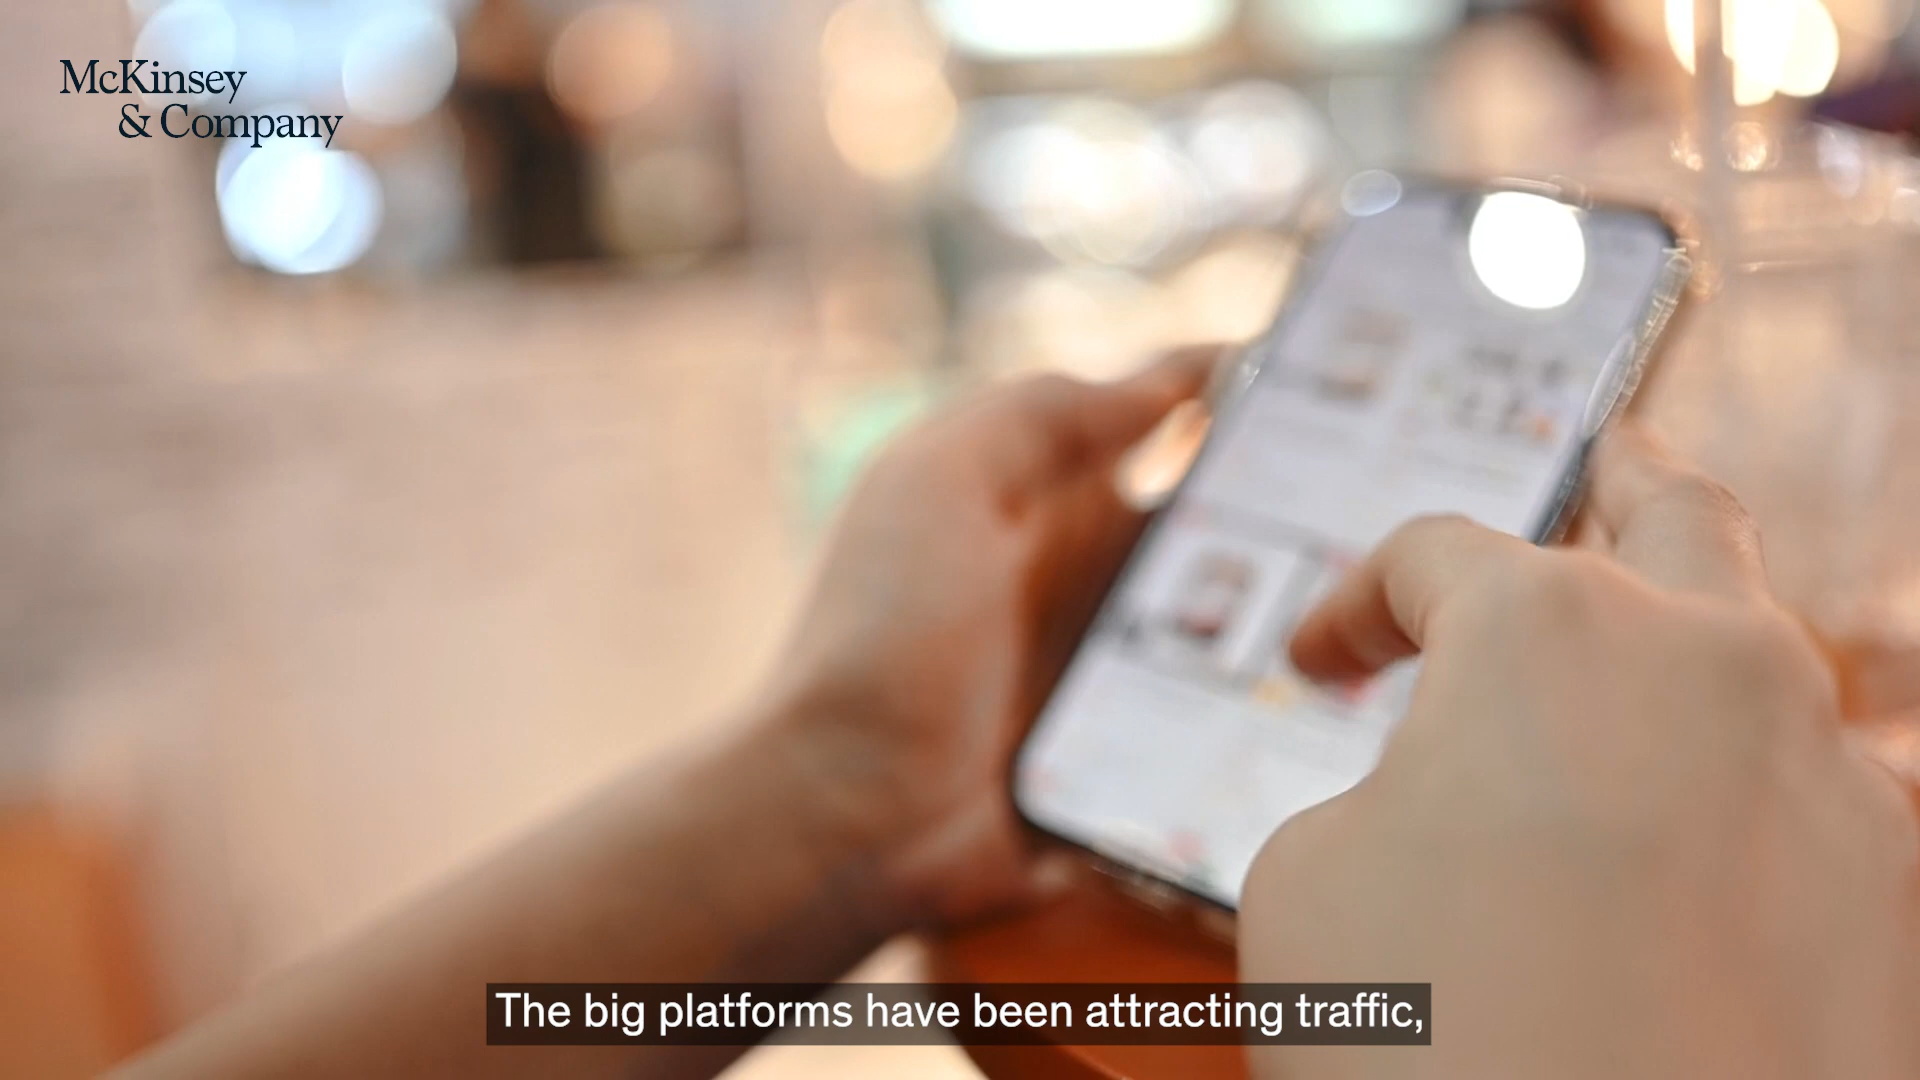 McKinsey
& Company
The big platforms have been attracting traffic,